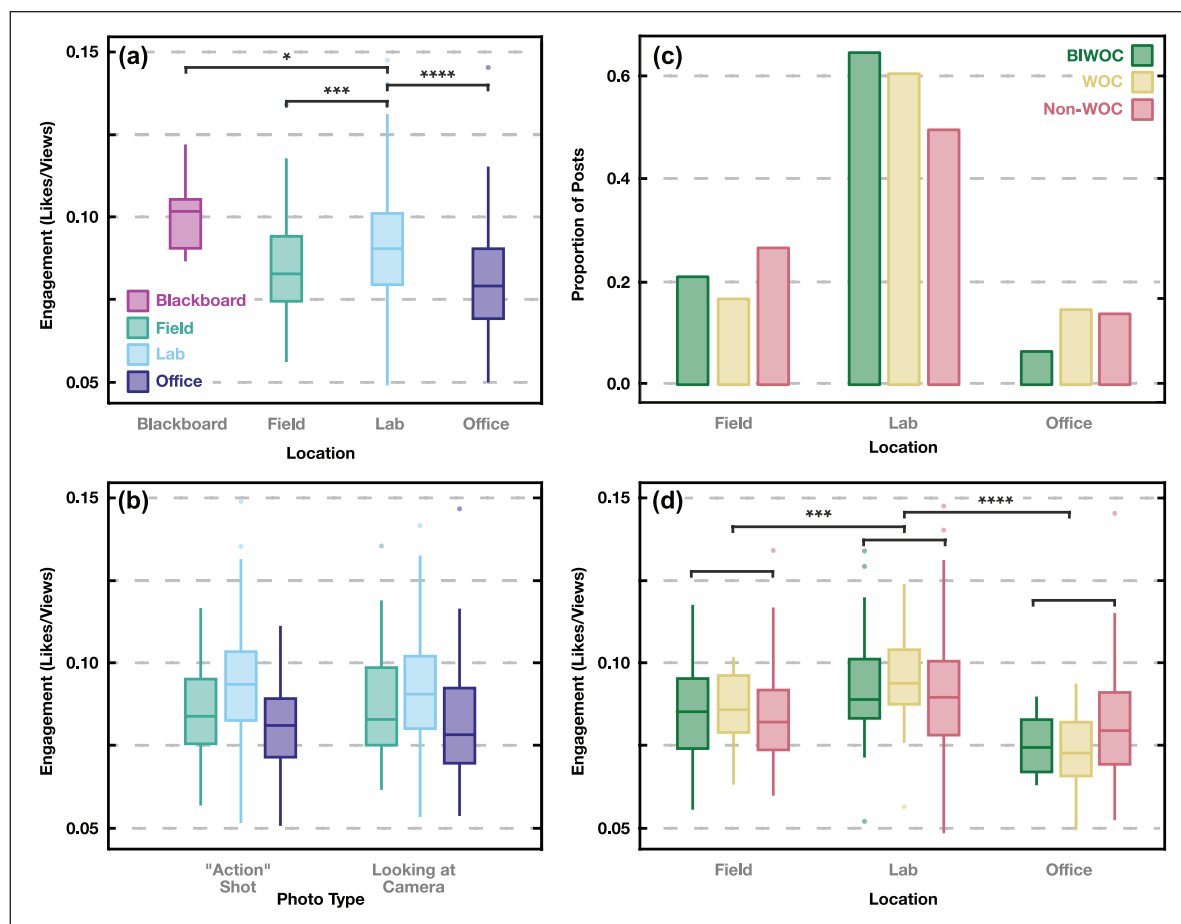 (a)
0.15
0.10
0.05
Engagement (Likes/Views)
*
***
****
Blackboard
Field
Lab
Office
Blackboard
Field
Lab
Office
Location
(c)
0.6
0.4
0.2
0.0
Proportion of Posts
BIWOC
WOC
Non-WOC
Field
Lab
Office
Location
(b)
0.15
0.10
0.05
Engagement (Likes/Views)
"Action"
Shot
Looking at
Camera
Photo Type
(d)
0.15
0.10
0.05
Engagement (Likes/Views)
***
****
Field
Lab
Office
Location